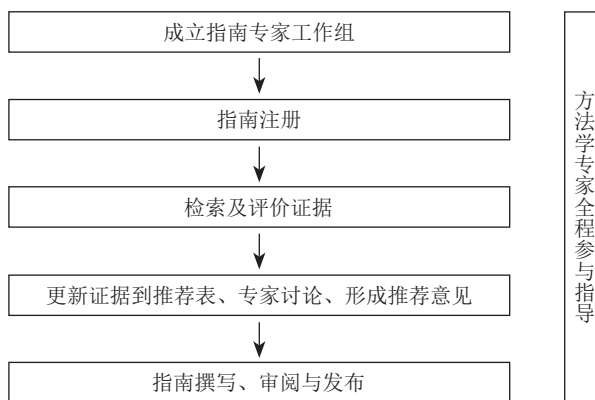 成立指南专家工作组
指南注册
检索及评价证据
更新证据到推荐表、专家讨论、形成推荐意见
指南撰写、审阅与发布
方法学专家全程参与指导